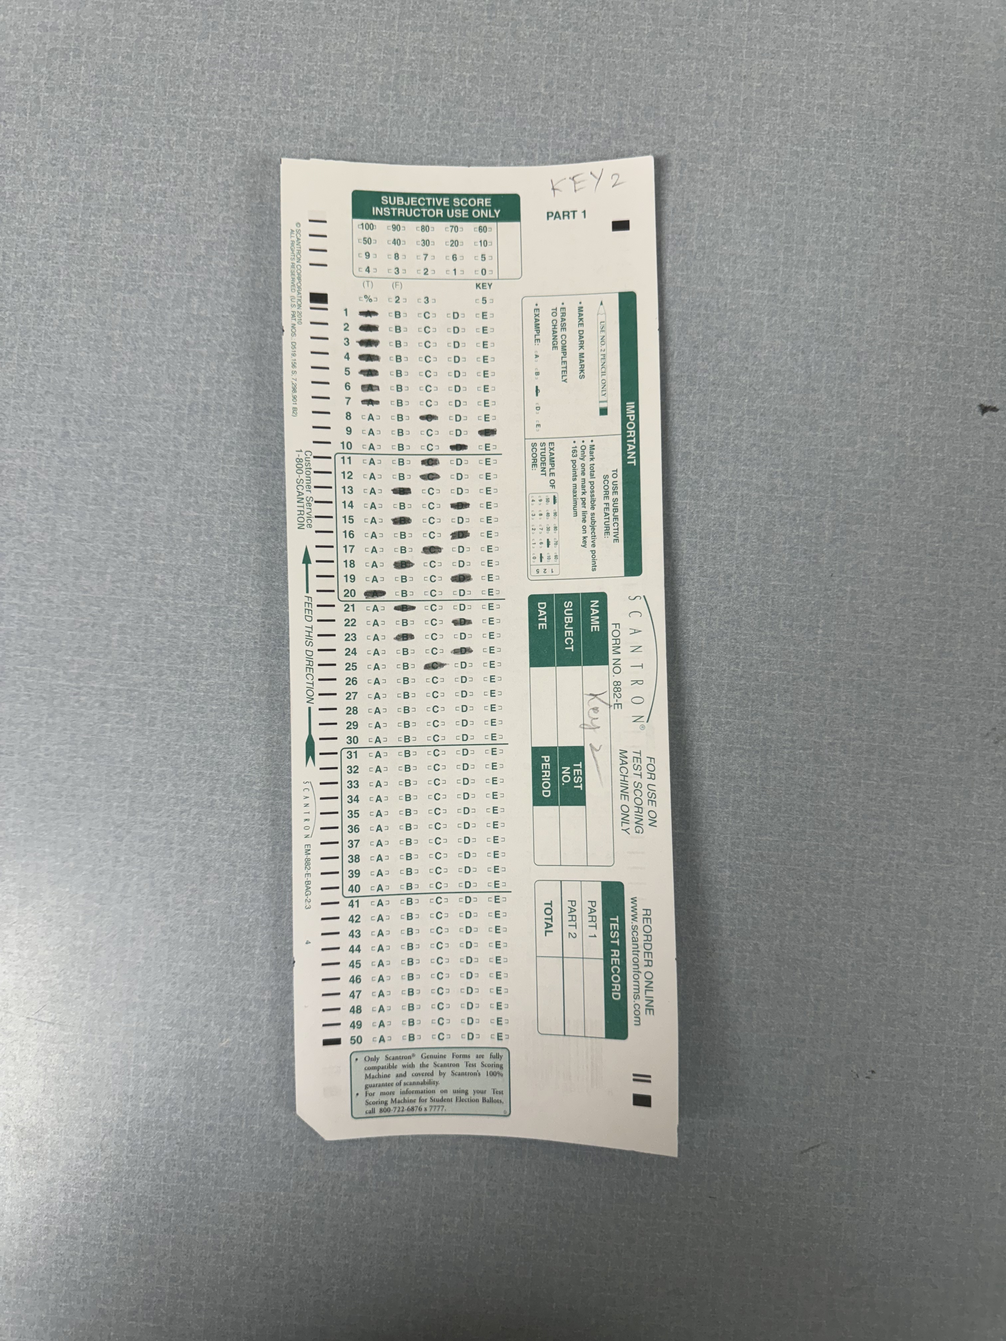 KEY 2
PART 1
SUBJECTIVE SCORE
INSTRUCTOR USE ONLY
100 90 80 70 60
50 40 30 20 10
9 8 7 6 5
4 3 2 1 0
(T) (F) KEY
% 2 3 5
1 A B C D E
2 A B C D E
3 A B C D E
4 A B C D E
5 A B C D E
6 A B C D E
7 A B C D E
8 A B C D E
9 A B C D E
10 A B C D E
11 A B C D E
12 A B C D E
13 A B C D E
14 A B C D E
15 A B C D E
16 A B C D E
17 A B C D E
18 A B C D E
19 A B C D E
20 A B C D E
21 A B C D E
22 A B C D E
23 A B C D E
24 A B C D E
25 A B C D E
26 A B C D E
27 A B C D E
28 A B C D E
29 A B C D E
30 A B C D E
31 A B C D E
32 A B C D E
33 A B C D E
34 A B C D E
35 A B C D E
36 A B C D E
37 A B C D E
38 A B C D E
39 A B C D E
40 A B C D E
41 A B C D E
42 A B C D E
43 A B C D E
44 A B C D E
45 A B C D E
46 A B C D E
47 A B C D E
48 A B C D E
49 A B C D E
50 A B C D E
• Only Scantron® Genuine Forms are fully
compatible with the Scantron Test Scoring
Machine and covered by Scantron's 100%
guarantee of scannability.
• For more information on using your Test
Scoring Machine for Student Election Ballots,
call 800-722-6876 x 7777.
IMPORTANT
USE NO. 2 PENCIL ONLY
• MAKE DARK MARKS
• ERASE COMPLETELY
TO CHANGE
• EXAMPLE: A B D E
TO USE SUBJECTIVE
SCORE FEATURE:
• Mark total possible subjective points
• Only one mark per line on key
• 163 points maximum
EXAMPLE OF
STUDENT
SCORE:
SCANTRON®
FORM NO. 882-E
FOR USE ON
TEST SCORING
MACHINE ONLY
REORDER ONLINE
www.scantronforms.com
NAME Key 2
SUBJECT
TEST
NO.
DATE
PERIOD
TEST RECORD
PART 1
PART 2
TOTAL
© SCANTRON CORPORATION 2010
ALL RIGHTS RESERVED.
Customer Service
1-800-SCANTRON
FEED THIS DIRECTION
SCANTRON EM-882-E-BAG-2:3 4